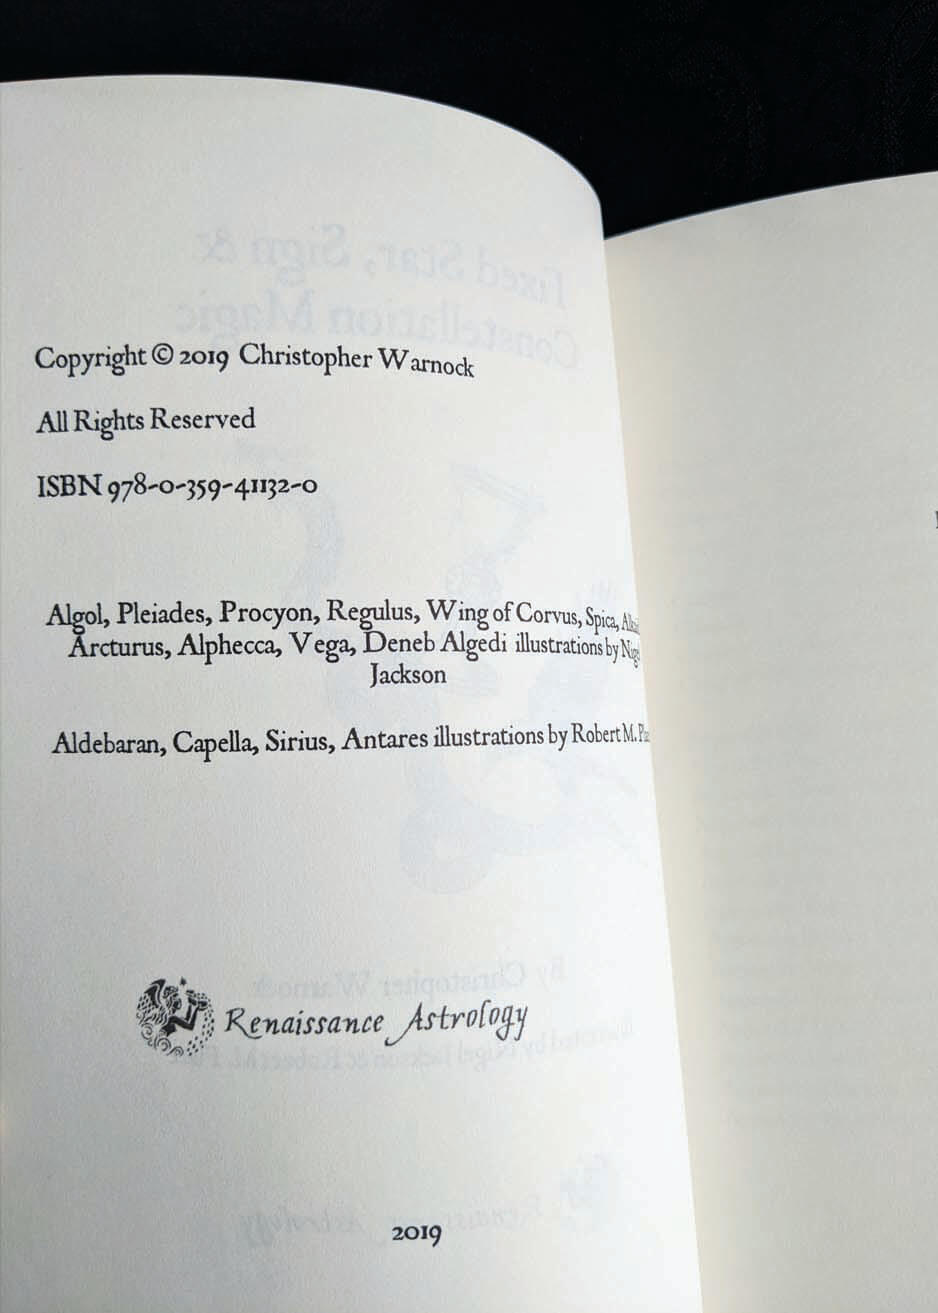 Copyright © 2019 Christopher Warnock
All Rights Reserved
ISBN 978-0-359-41132-0
Algol, Pleiades, Procyon, Regulus, Wing of Corvus, Spica,
Arcturus, Alphecca, Vega, Deneb Algedi illustrations by
Jackson
Aldebaran, Capella, Sirius, Antares illustrations by Robert M.
Renaissance Astrology
2019